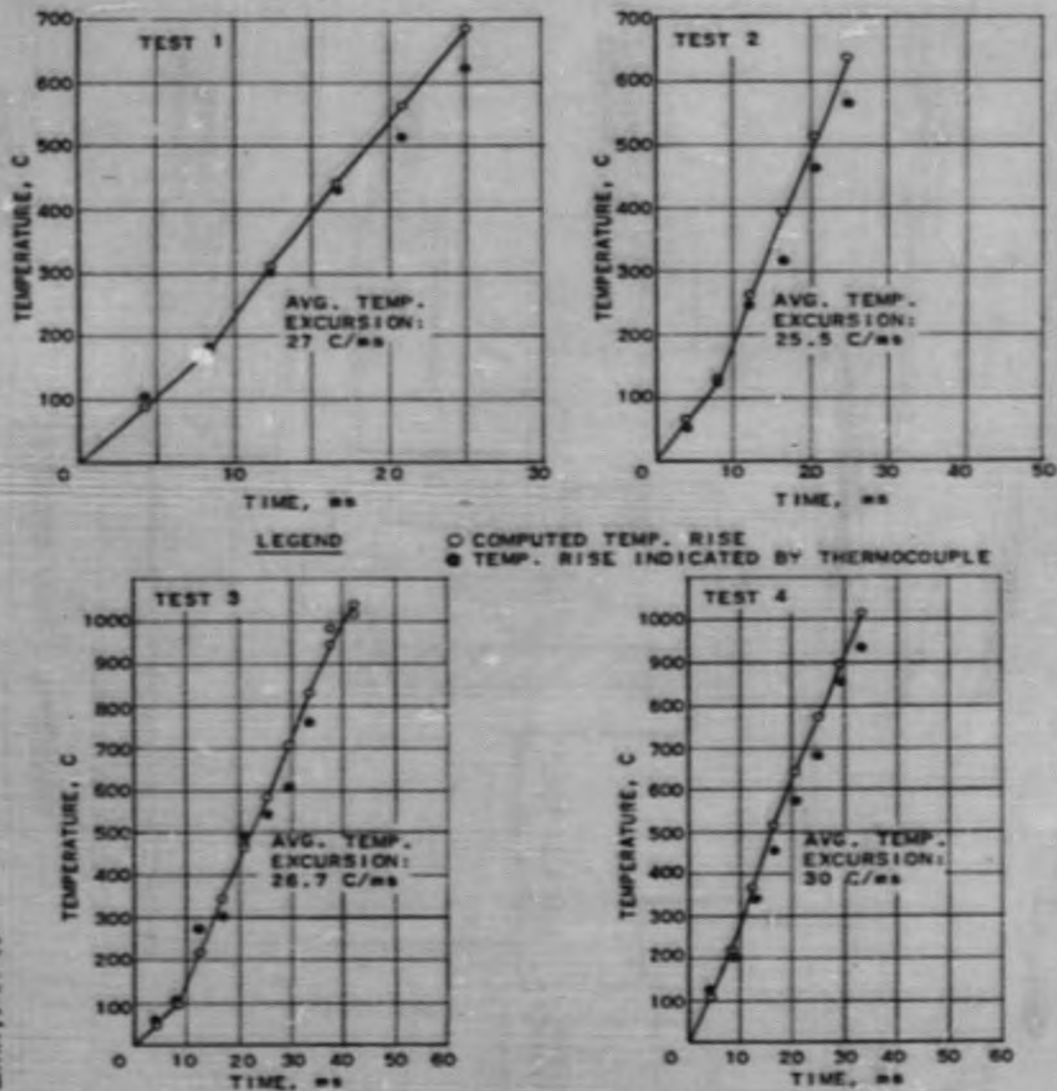 TEST 1
700
600
500
400
300
200
100
0
10
20
30
TEMPERATURE, C
TIME, ms
AVG. TEMP.
EXCURSION:
27 C/ms
TEST 2
700
600
500
400
300
200
100
0
10
20
30
40
50
TEMPERATURE, C
TIME, ms
AVG. TEMP.
EXCURSION:
25.5 C/ms
LEGEND
○ COMPUTED TEMP. RISE
● TEMP. RISE INDICATED BY THERMOCOUPLE
TEST 3
1000
900
800
700
600
500
400
300
200
100
0
10
20
30
40
50
60
TEMPERATURE, C
TIME, ms
AVG. TEMP.
EXCURSION:
26.7 C/ms
TEST 4
1000
900
800
700
600
500
400
300
200
100
0
10
20
30
40
50
60
TEMPERATURE, C
TIME, ms
AVG. TEMP.
EXCURSION:
30 C/ms